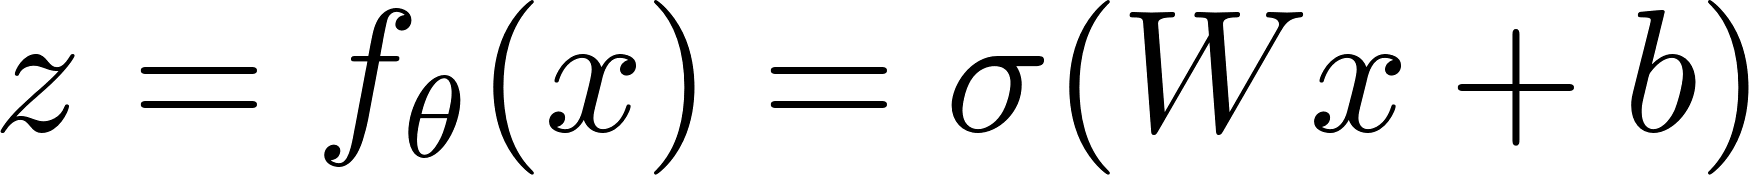 z = f_θ(x) = σ(Wx + b)